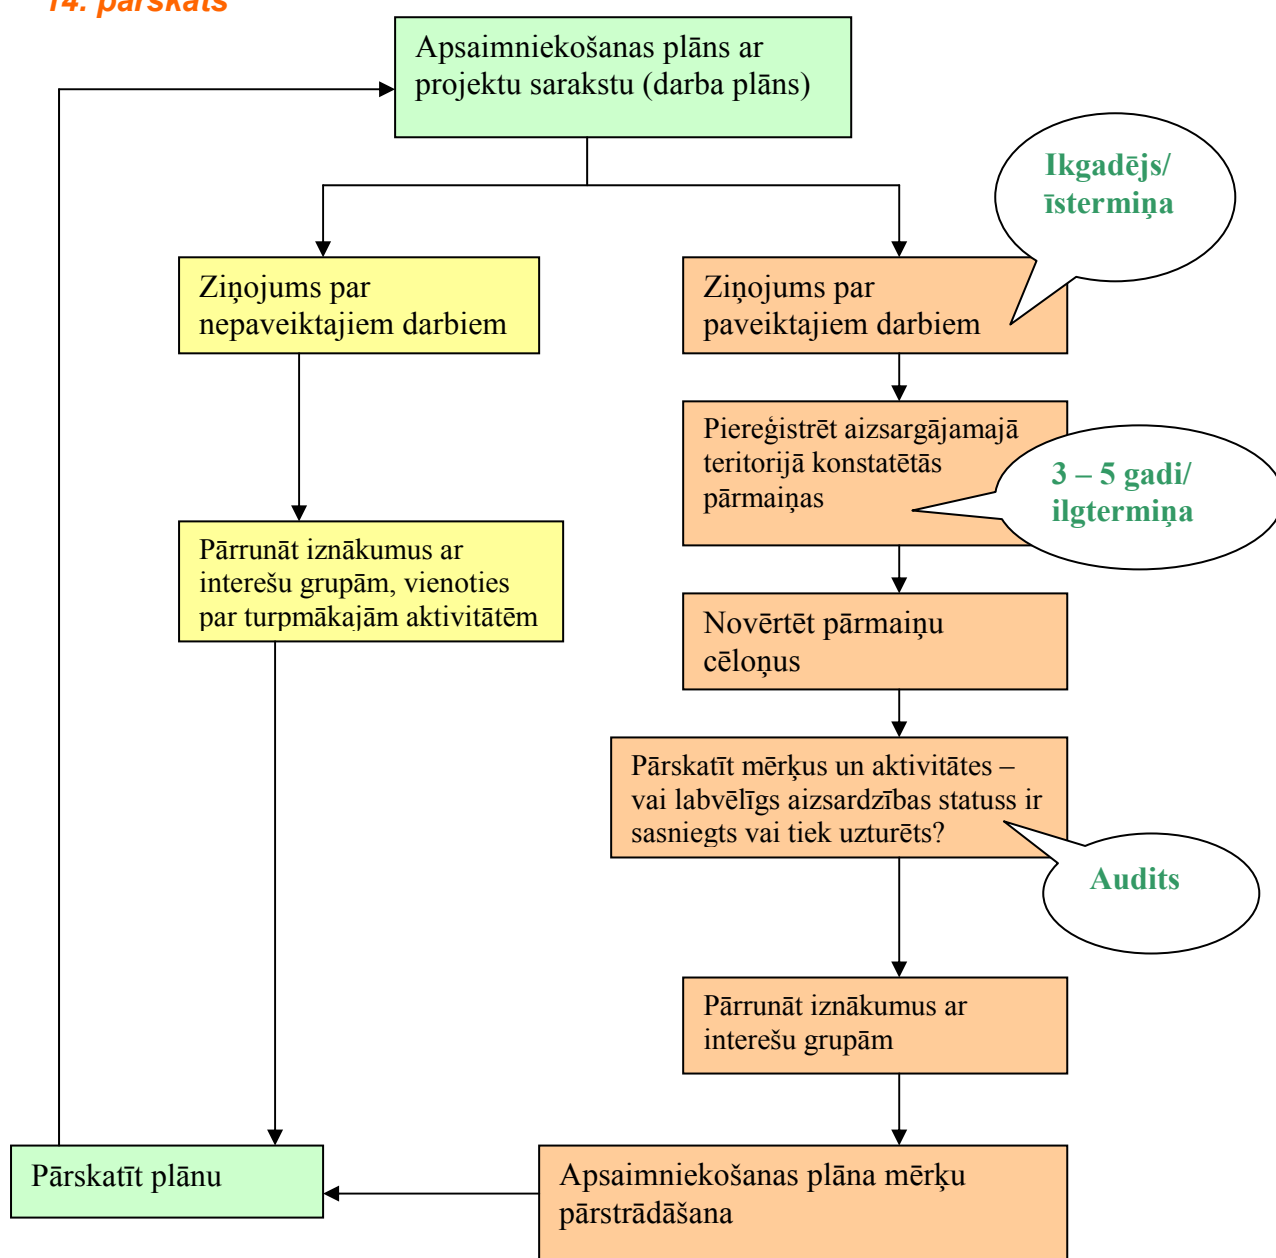 14. pārskats
Apsaimniekošanas plāns ar
projektu sarakstu (darba plāns)
Ikgadējs/
īstermiņa
Ziņojums par
nepaveiktajiem darbiem
Ziņojums par
paveiktajiem darbiem
Piereģistrēt aizsargājamajā
teritorijā konstatētās
pārmaiņas
3 – 5 gadi/
ilgtermiņa
Pārrunāt iznākumus ar
interešu grupām, vienoties
par turpmākajām aktivitātēm
Novērtēt pārmaiņu
cēloņus
Pārskatīt mērķus un aktivitātes –
vai labvēlīgs aizsardzības statuss ir
sasniegts vai tiek uzturēts?
Audits
Pārrunāt iznākumus ar
interešu grupām
Pārskatīt plānu
Apsaimniekošanas plāna mērķu
pārstrādāšana